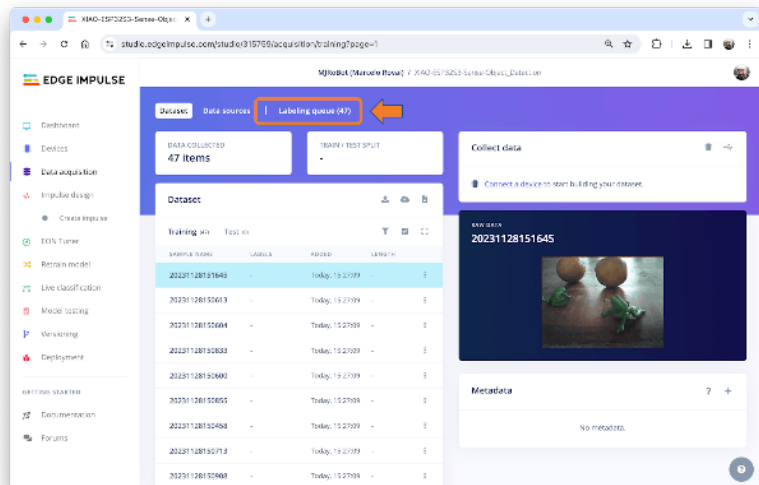 XIAO-ESP32S3-Sense-Objec
studio.edgeimpulse.com/studio/315759/acquisition/training?page=1
EDGE IMPULSE
MJRoBot (Marcelo Rovai) / XIAO-ESP32S3-Sense-Object_Detection
Dataset Data sources | Labeling queue (47)
Dashboard
Devices
Data acquisition
Impulse design
Create impulse
EON Tuner
Retrain model
Live classification
Model testing
Versioning
Deployment
GETTING STARTED
Documentation
Forums
DATA COLLECTED
47 items
TRAIN / TEST SPLIT
-
Dataset
Training (47) Test (0)
SAMPLE NAME LABELS ADDED LENGTH
20231128151645 - Today, 15:27:09 -
20231128150613 - Today, 15:27:09 -
20231128150604 - Today, 15:27:09 -
20231128150833 - Today, 15:27:09 -
20231128150600 - Today, 15:27:09 -
20231128150855 - Today, 15:27:09 -
20231128150458 - Today, 15:27:09 -
20231128150713 - Today, 15:27:09 -
20231128150908 - Today, 15:27:09 -
Collect data
Connect a device to start building your dataset.
RAW DATA
20231128151645
Metadata
? +
No metadata.
?